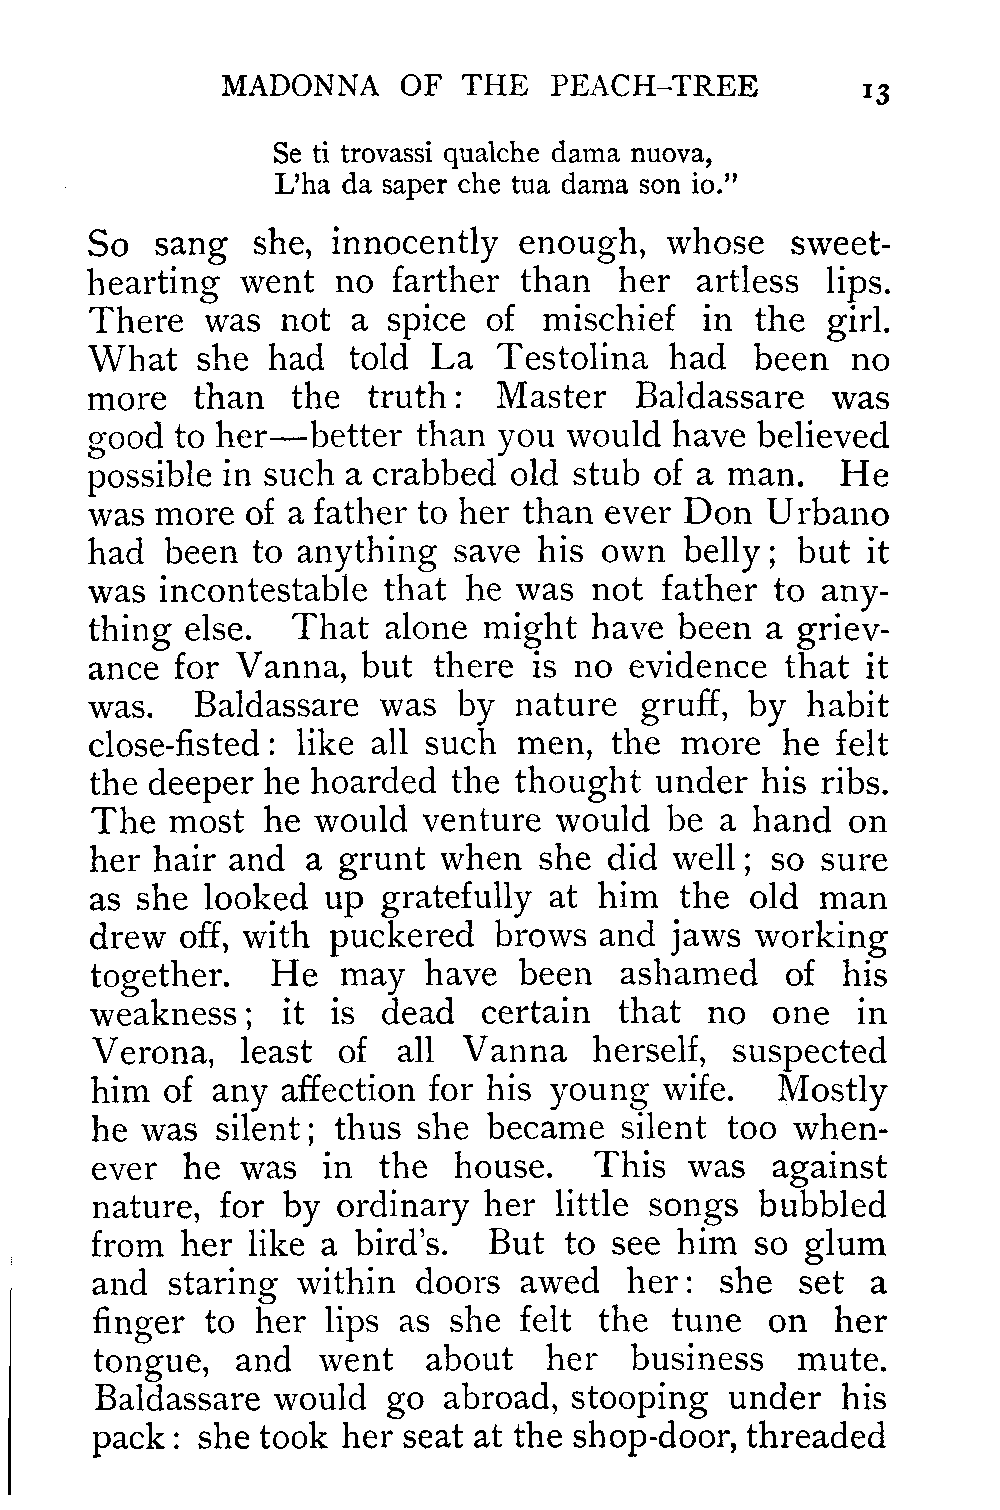 MADONNA OF THE PEACH-TREE 13
Se ti trovassi qualche dama nuova,
L'ha da saper che tua dama son io."
So sang she, innocently enough, whose sweet-
hearting went no farther than her artless lips.
There was not a spice of mischief in the girl.
What she had told La Testolina had been no
more than the truth: Master Baldassare was
good to her—better than you would have believed
possible in such a crabbed old stub of a man. He
was more of a father to her than ever Don Urbano
had been to anything save his own belly; but it
was incontestable that he was not father to any-
thing else. That alone might have been a griev-
ance for Vanna, but there is no evidence that it
was. Baldassare was by nature gruff, by habit
close-fisted: like all such men, the more he felt
the deeper he hoarded the thought under his ribs.
The most he would venture would be a hand on
her hair and a grunt when she did well; so sure
as she looked up gratefully at him the old man
drew off, with puckered brows and jaws working
together. He may have been ashamed of his
weakness; it is dead certain that no one in
Verona, least of all Vanna herself, suspected
him of any affection for his young wife. Mostly
he was silent; thus she became silent too when-
ever he was in the house. This was against
nature, for by ordinary her little songs bubbled
from her like a bird's. But to see him so glum
and staring within doors awed her: she set a
finger to her lips as she felt the tune on her
tongue, and went about her business mute.
Baldassare would go abroad, stooping under his
pack: she took her seat at the shop-door, threaded